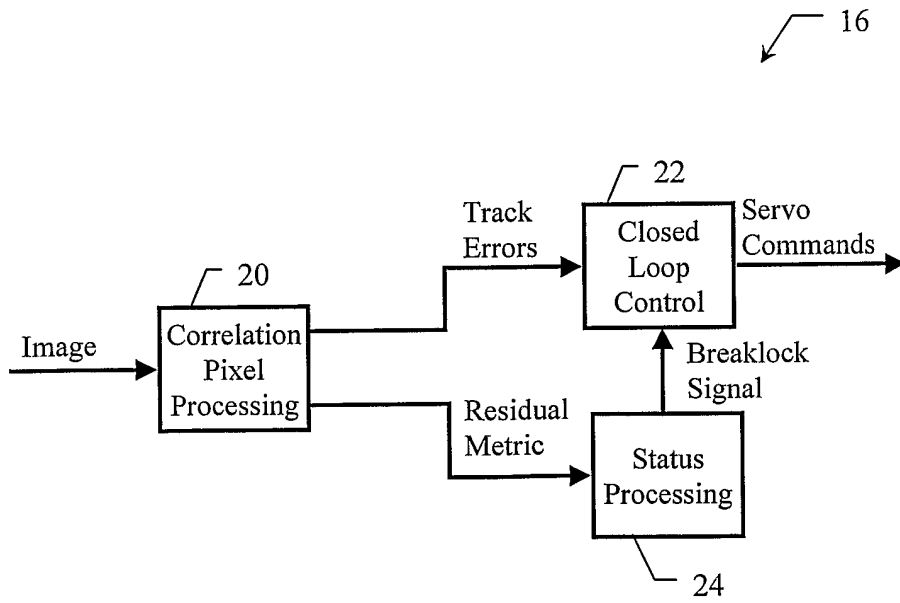 16
22
Track
Errors
Closed
Loop
Control
Servo
Commands
20
Image
Correlation
Pixel
Processing
Breaklock
Signal
Residual
Metric
Status
Processing
24